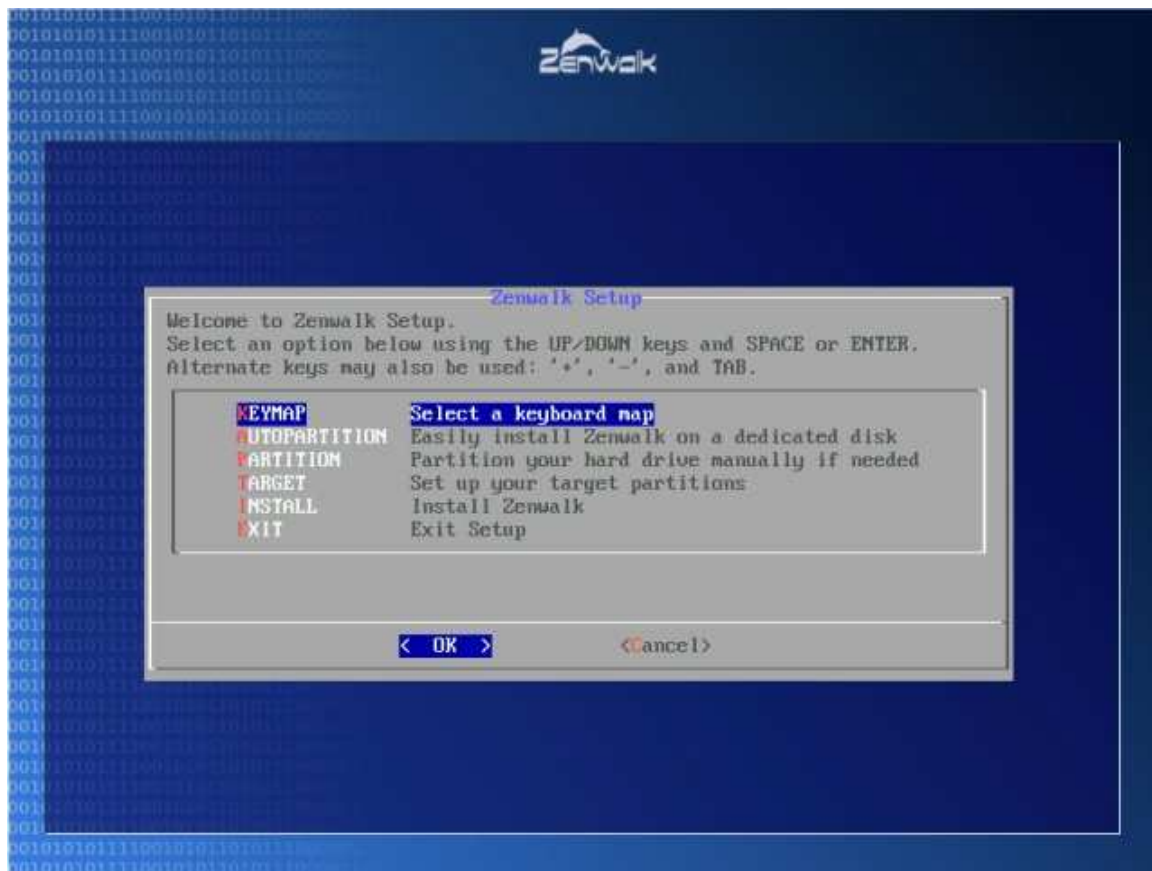 Zenwalk
Zenwalk Setup
Welcome to Zenwalk Setup.
Select an option below using the UP/DOWN keys and SPACE or ENTER.
Alternate keys may also be used: '+', '-', and TAB.
KEYMAP Select a keyboard map
AUTOPARTITION Easily install Zenwalk on a dedicated disk
PARTITION Partition your hard drive manually if needed
TARGET Set up your target partitions
INSTALL Install Zenwalk
EXIT Exit Setup
< OK > <Cancel>